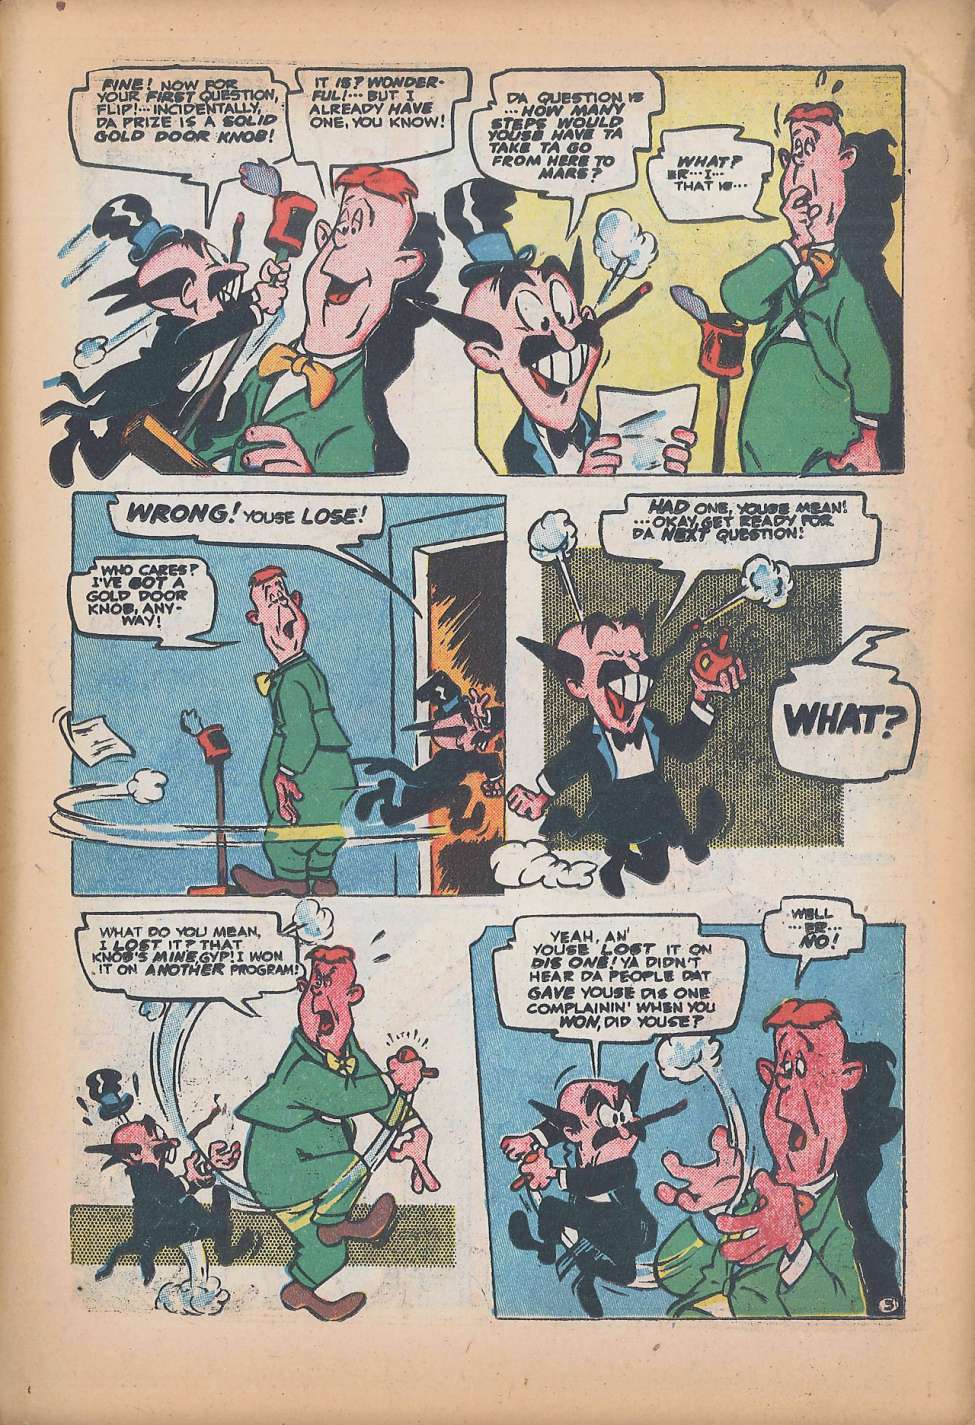 FINE! NOW FOR
YOUR FIRST QUESTION,
FLIP!... INCIDENTALLY,
DA PRIZE IS A SOLID
GOLD DOOR KNOB!
IT IS? WONDER-
FUL!... BUT I
ALREADY HAVE
ONE, YOU KNOW!
DA QUESTION IS
...HOW MANY
STEPS WOULD
YOUSE HAVE TA
TAKE TA GO
FROM HERE TO
MARS?
WHAT?
ER...I...
THAT IS...
WRONG! YOUSE LOSE!
WHO CARES?
I'VE GOT A
GOLD DOOR
KNOB, ANY-
WAY!
HAD ONE, YOUSE MEAN!
...OKAY, GET READY FOR
DA NEXT QUESTION!
WHAT?
WHAT DO YOU MEAN,
I LOST IT? THAT
KNOB'S MINE, GYP! I WON
IT ON ANOTHER PROGRAM!
YEAH, AN'
YOUSE LOST IT ON
DIS ONE! YA DIDN'T
HEAR DA PEOPLE DAT
GAVE YOUSE DIS ONE
COMPLAININ' WHEN YOU
WON, DID YOUSE?
WELL
...ER...
NO!
5